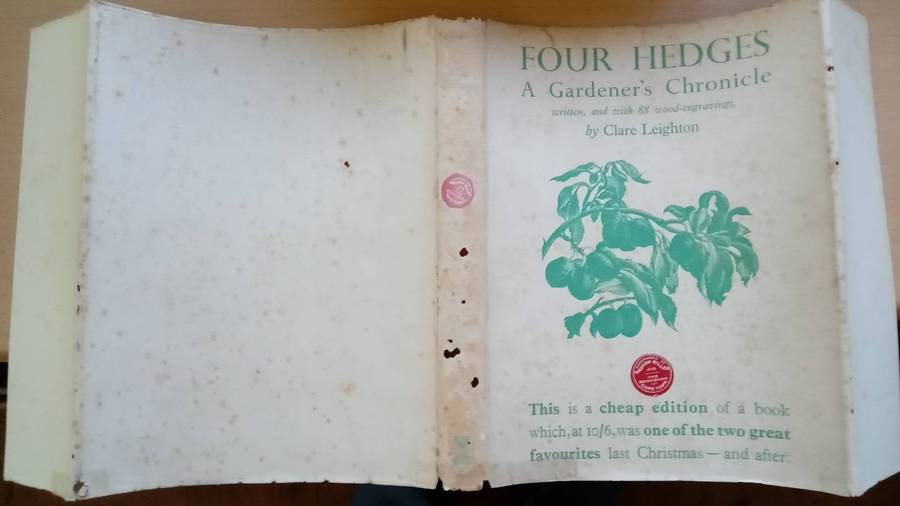 FOUR HEDGES
A Gardener's Chronicle
written, and with 88 wood-engravings,
by Clare Leighton
This is a cheap edition of a book
which, at 10/6, was one of the two great
favourites last Christmas — and after.